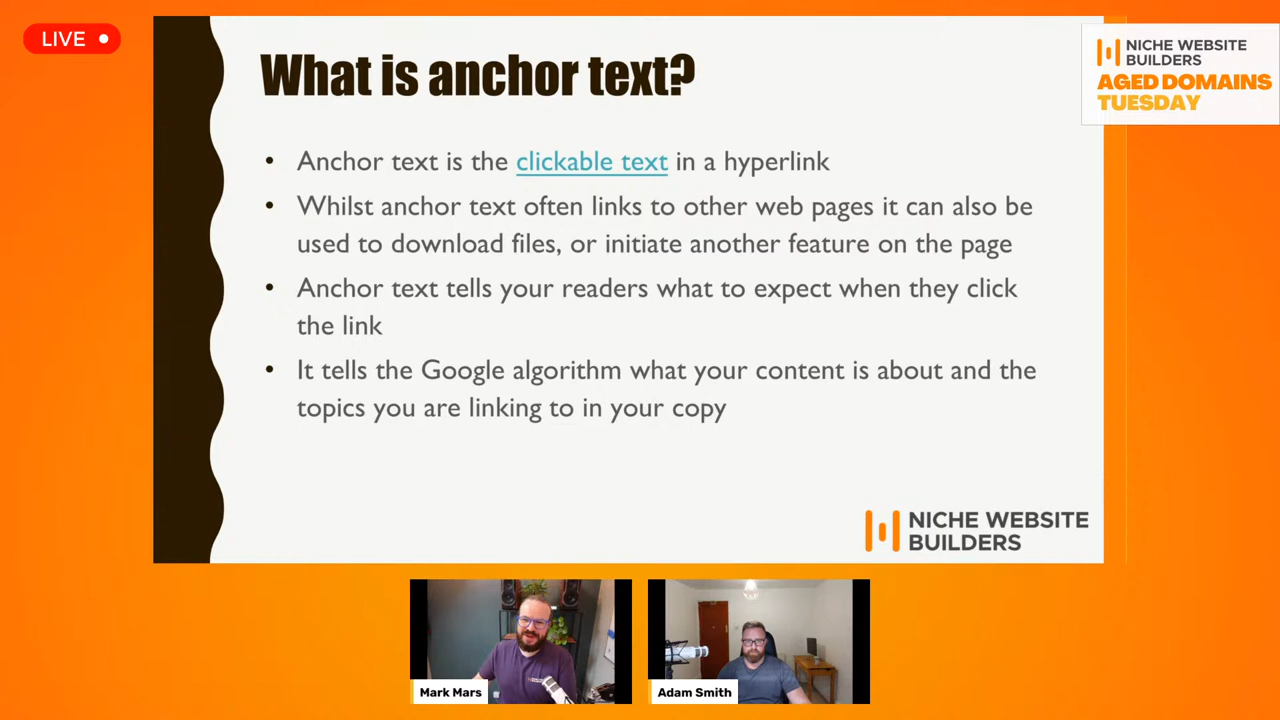 LIVE
NICHE WEBSITE
BUILDERS
AGED DOMAINS
TUESDAY
What is anchor text?
• Anchor text is the clickable text in a hyperlink
• Whilst anchor text often links to other web pages it can also be
used to download files, or initiate another feature on the page
• Anchor text tells your readers what to expect when they click
the link
• It tells the Google algorithm what your content is about and the
topics you are linking to in your copy
NICHE WEBSITE
BUILDERS
Mark Mars
Adam Smith